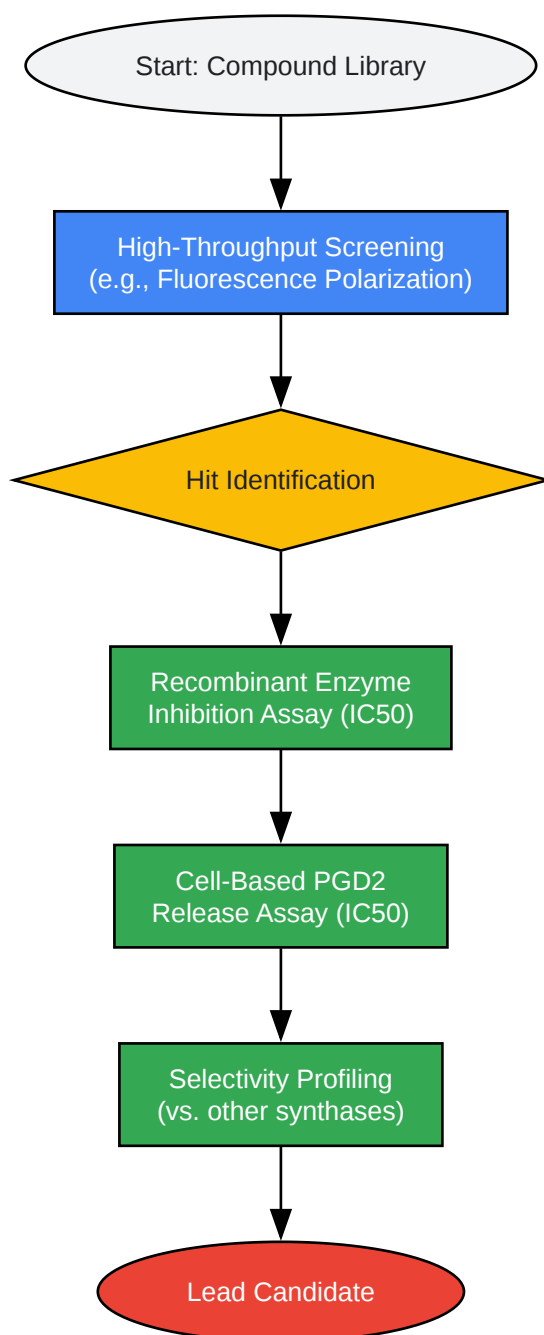 Start: Compound Library
High-Throughput Screening
(e.g., Fluorescence Polarization)
Hit Identification
Recombinant Enzyme
Inhibition Assay (IC50)
Cell-Based PGD2
Release Assay (IC50)
Selectivity Profiling
(vs. other synthases)
Lead Candidate